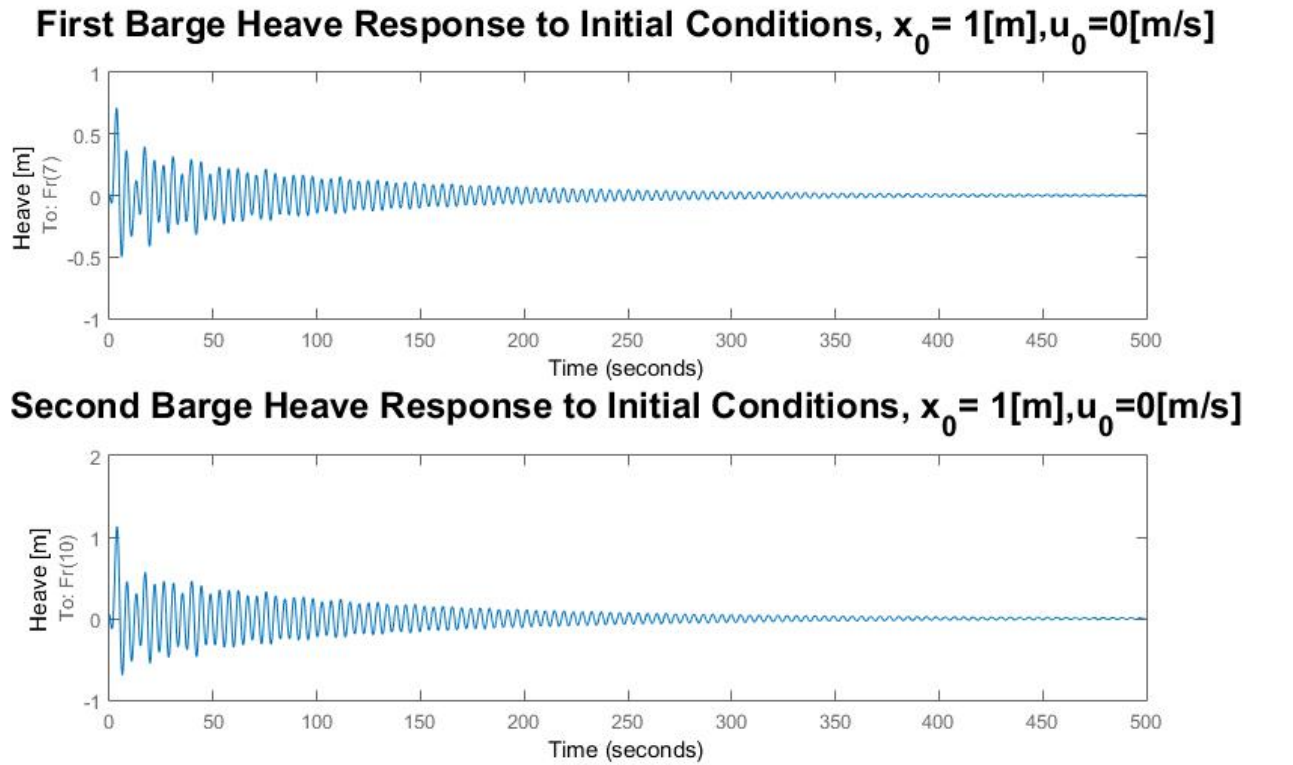 First Barge Heave Response to Initial Conditions, x₀= 1[m],u₀=0[m/s]
1
0.5
0
-0.5
-1
Heave [m]
To: Fr(7)
0 50 100 150 200 250 300 350 400 450 500
Time (seconds)
Second Barge Heave Response to Initial Conditions, x₀= 1[m],u₀=0[m/s]
2
1
0
-1
Heave [m]
To: Fr(10)
0 50 100 150 200 250 300 350 400 450 500
Time (seconds)